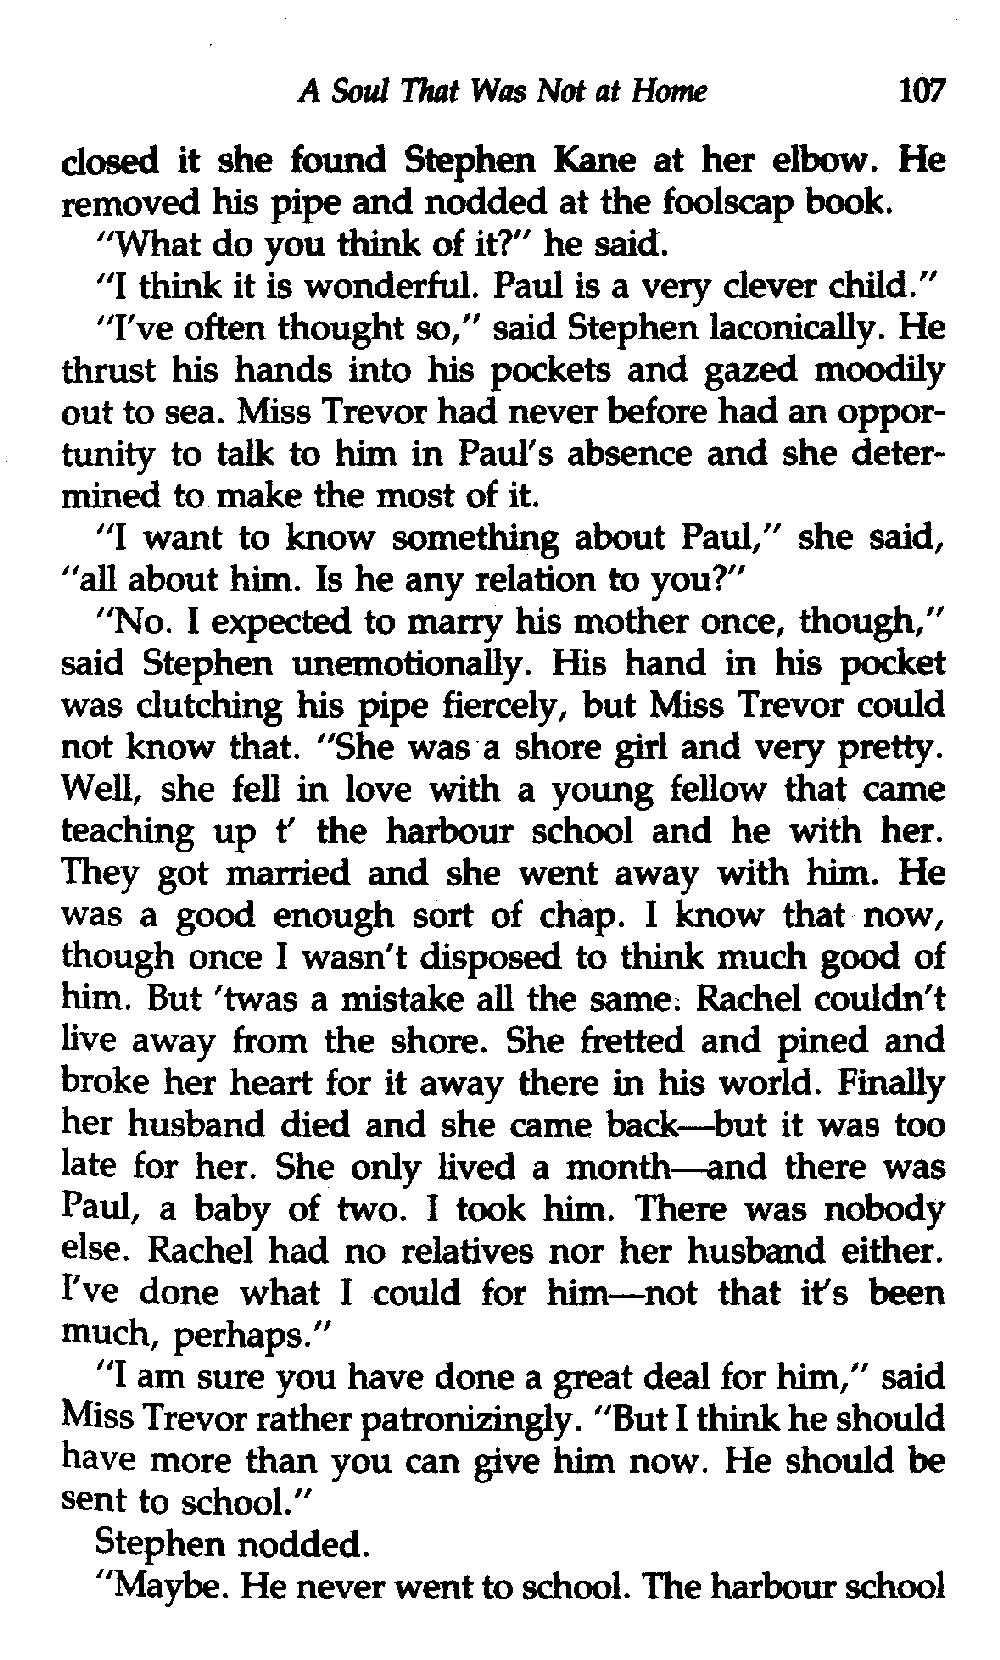 A Soul That Was Not at Home 107
closed it she found Stephen Kane at her elbow. He
removed his pipe and nodded at the foolscap book.
"What do you think of it?" he said.
"I think it is wonderful. Paul is a very clever child."
"I've often thought so," said Stephen laconically. He
thrust his hands into his pockets and gazed moodily
out to sea. Miss Trevor had never before had an oppor-
tunity to talk to him in Paul's absence and she deter-
mined to make the most of it.
"I want to know something about Paul," she said,
"all about him. Is he any relation to you?"
"No. I expected to marry his mother once, though,"
said Stephen unemotionally. His hand in his pocket
was clutching his pipe fiercely, but Miss Trevor could
not know that. "She was a shore girl and very pretty.
Well, she fell in love with a young fellow that came
teaching up t' the harbour school and he with her.
They got married and she went away with him. He
was a good enough sort of chap. I know that now,
though once I wasn't disposed to think much good of
him. But 'twas a mistake all the same. Rachel couldn't
live away from the shore. She fretted and pined and
broke her heart for it away there in his world. Finally
her husband died and she came back—but it was too
late for her. She only lived a month—and there was
Paul, a baby of two. I took him. There was nobody
else. Rachel had no relatives nor her husband either.
I've done what I could for him—not that it's been
much, perhaps."
"I am sure you have done a great deal for him," said
Miss Trevor rather patronizingly. "But I think he should
have more than you can give him now. He should be
sent to school."
Stephen nodded.
"Maybe. He never went to school. The harbour school